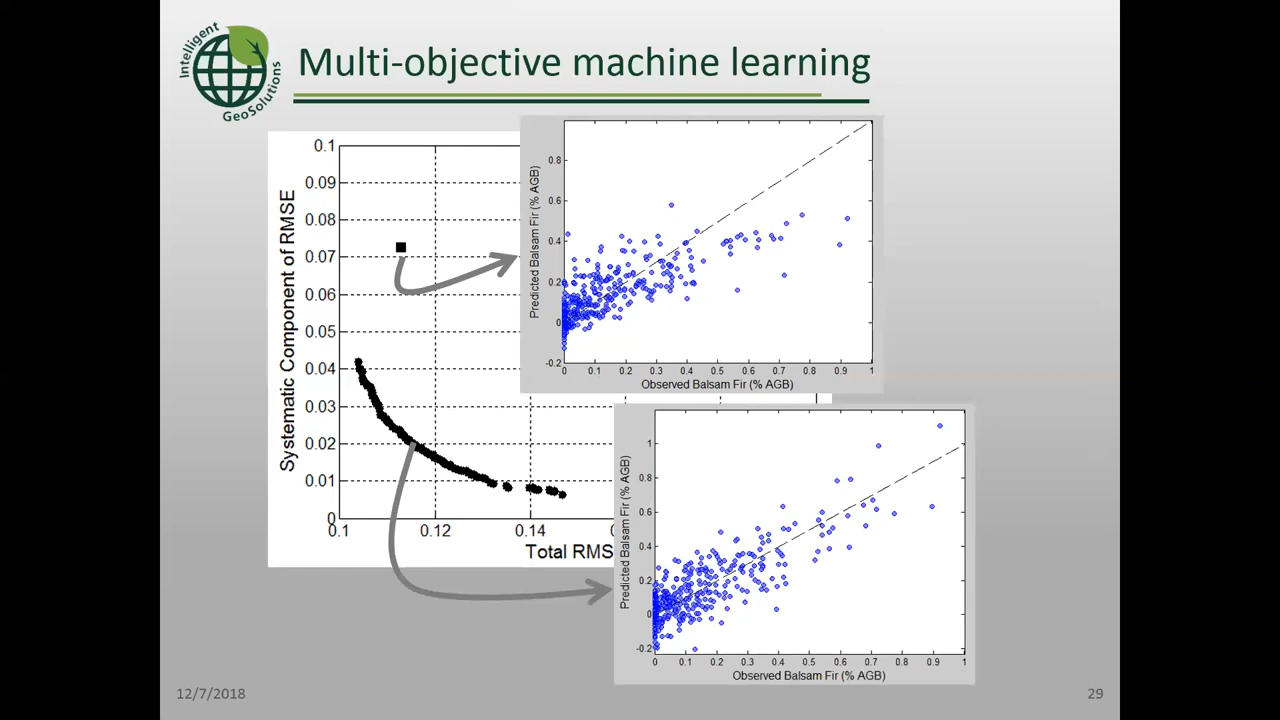 Intelligent
GeoSolutions
Multi-objective machine learning
0.1
0.09
0.08
0.07
0.06
0.05
0.04
0.03
0.02
0.01
0
Systematic Component of RMSE
0.1 0.12 0.14
Total RMS
0.8
0.6
0.4
0.2
0
-0.2
Predicted Balsam Fir (% AGB)
0 0.1 0.2 0.3 0.4 0.5 0.6 0.7 0.8 0.9 1
Observed Balsam Fir (% AGB)
1
0.8
0.6
0.4
0.2
0
-0.2
Predicted Balsam Fir (% AGB)
0 0.1 0.2 0.3 0.4 0.5 0.6 0.7 0.8 0.9 1
Observed Balsam Fir (% AGB)
12/7/2018
29